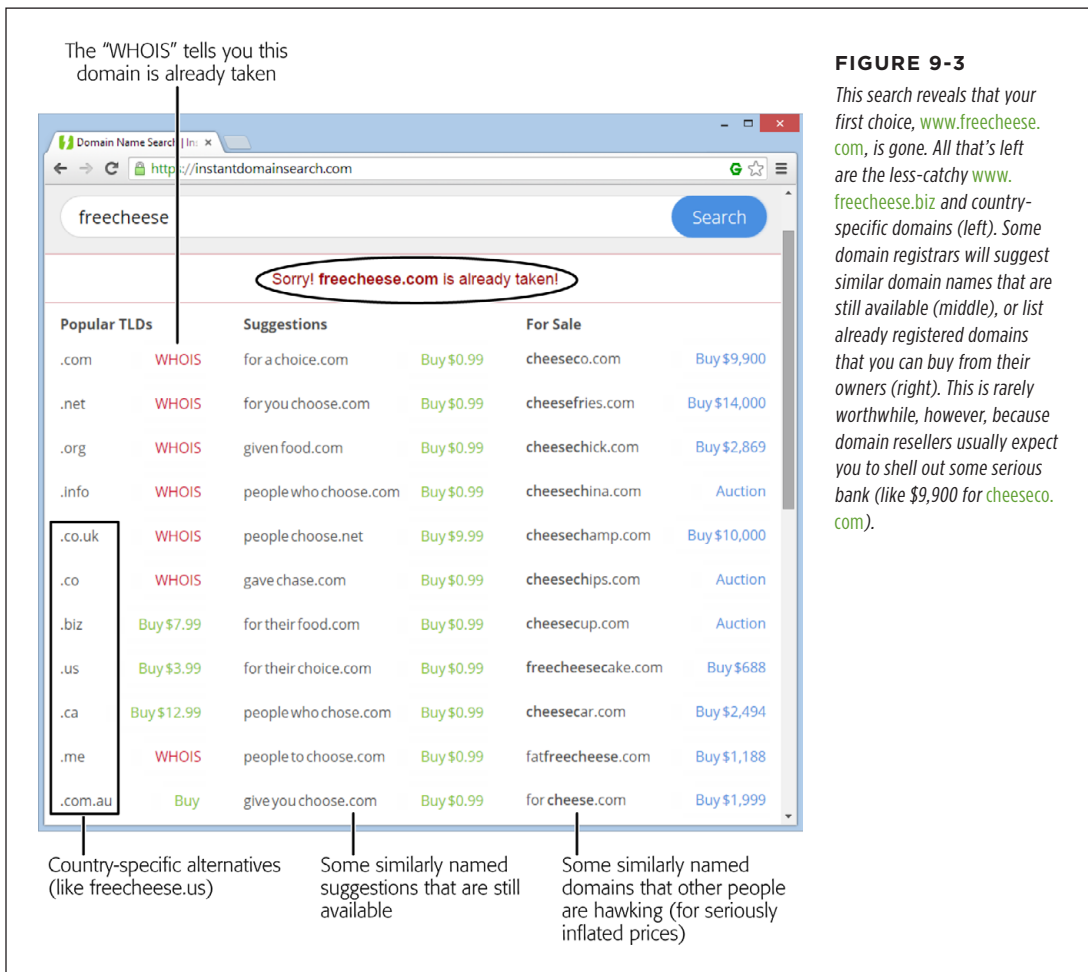 The “WHOIS” tells you this
domain is already taken
Domain Name Search | In:
https://instantdomainsearch.com
freecheese
Search
Sorry! freecheese.com is already taken!
Popular TLDs Suggestions For Sale
.com WHOIS for a choice.com Buy $0.99 cheeseco.com Buy $9,900
.net WHOIS for you choose.com Buy $0.99 cheesefries.com Buy $14,000
.org WHOIS given food.com Buy $0.99 cheesechick.com Buy $2,869
.info WHOIS people who choose.com Buy $0.99 cheesechina.com Auction
.co.uk WHOIS people choose.net Buy $9.99 cheesechamp.com Buy $10,000
.co WHOIS gave chase.com Buy $0.99 cheesechips.com Auction
.biz Buy $7.99 for their food.com Buy $0.99 cheesecup.com Auction
.us Buy $3.99 for their choice.com Buy $0.99 freecheesecake.com Buy $688
.ca Buy $12.99 people who chose.com Buy $0.99 cheesecar.com Buy $2,494
.me WHOIS people to choose.com Buy $0.99 fatfreecheese.com Buy $1,188
.com.au Buy give you choose.com Buy $0.99 for cheese.com Buy $1,999
Country-specific alternatives
(like freecheese.us)
Some similarly named
suggestions that are still
available
Some similarly named
domains that other people
are hawking (for seriously
inflated prices)
FIGURE 9-3
This search reveals that your
first choice, www.freecheese.
com, is gone. All that’s left
are the less-catchy www.
freecheese.biz and country-
specific domains (left). Some
domain registrars will suggest
similar domain names that are
still available (middle), or list
already registered domains
that you can buy from their
owners (right). This is rarely
worthwhile, however, because
domain resellers usually expect
you to shell out some serious
bank (like $9,900 for cheeseco.
com).